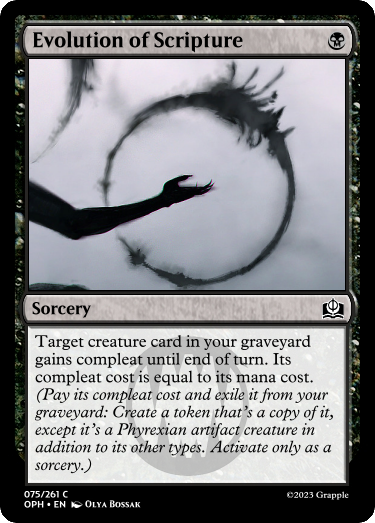 Evolution of Scripture
Sorcery
Target creature card in your graveyard
gains compleat until end of turn. Its
compleat cost is equal to its mana cost.
(Pay its compleat cost and exile it from your
graveyard: Create a token that's a copy of it,
except it's a Phyrexian artifact creature in
addition to its other types. Activate only as a
sorcery.)
075/261 C
OPH • EN Olya Bossak
©2023 Grapple